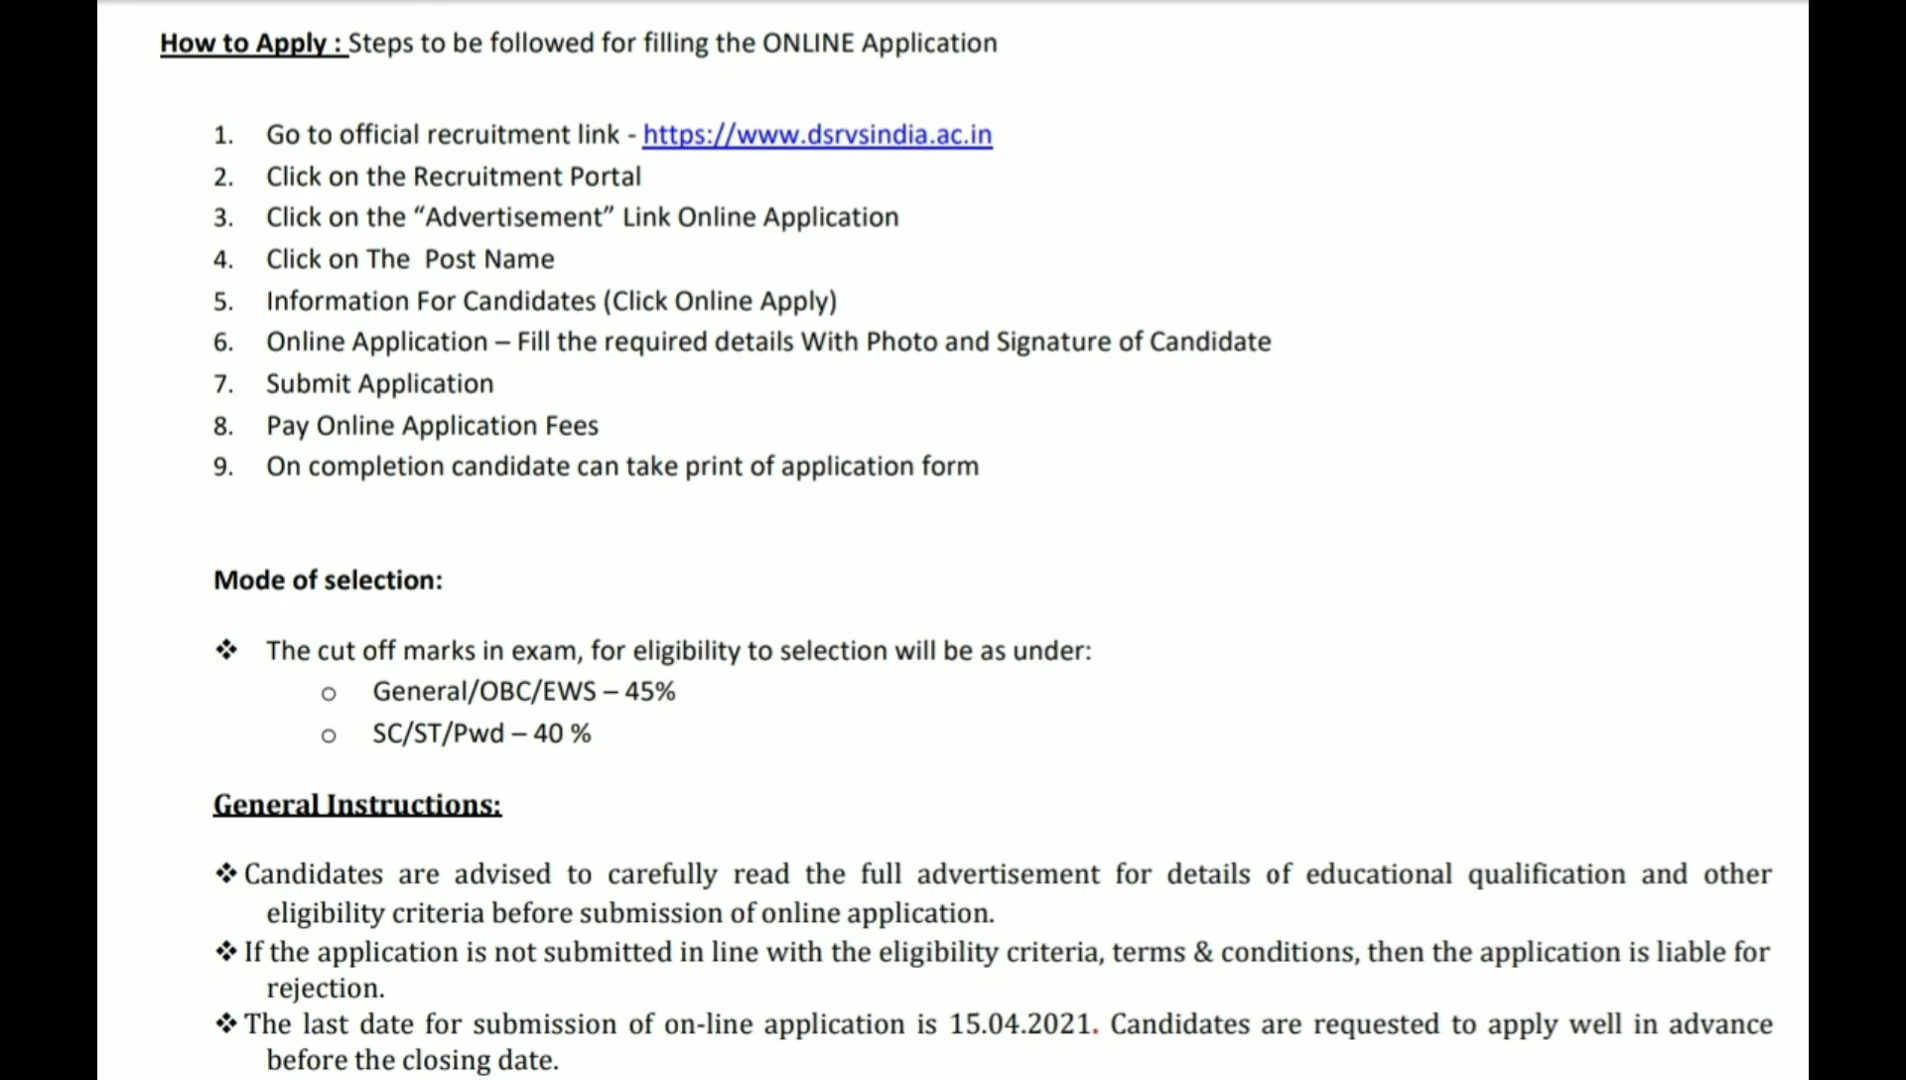 How to Apply : Steps to be followed for filling the ONLINE Application
1. Go to official recruitment link - https://www.dsrvsindia.ac.in
2. Click on the Recruitment Portal
3. Click on the “Advertisement” Link Online Application
4. Click on The Post Name
5. Information For Candidates (Click Online Apply)
6. Online Application – Fill the required details With Photo and Signature of Candidate
7. Submit Application
8. Pay Online Application Fees
9. On completion candidate can take print of application form
Mode of selection:
❖ The cut off marks in exam, for eligibility to selection will be as under:
o General/OBC/EWS – 45%
o SC/ST/Pwd – 40 %
General Instructions:
❖ Candidates are advised to carefully read the full advertisement for details of educational qualification and other
eligibility criteria before submission of online application.
❖ If the application is not submitted in line with the eligibility criteria, terms & conditions, then the application is liable for
rejection.
❖ The last date for submission of on-line application is 15.04.2021. Candidates are requested to apply well in advance
before the closing date.